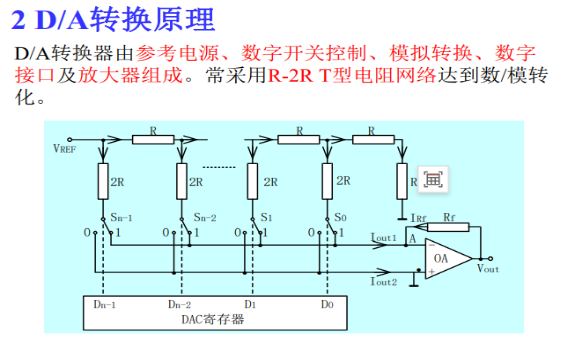 2 D/A转换原理
D/A转换器由参考电源、数字开关控制、模拟转换、数字
接口及放大器组成。常采用R-2R T型电阻网络达到数/模转
化。
R R R
VREF
2R 2R 2R 2R R
Sn-1 Sn-2 S1 S0 IRf Rf
0 1 0 1 0 1 0 1 Iout1 A - OA
Iout2 + Vout
Dn-1 Dn-2 D1 D0
DAC寄存器